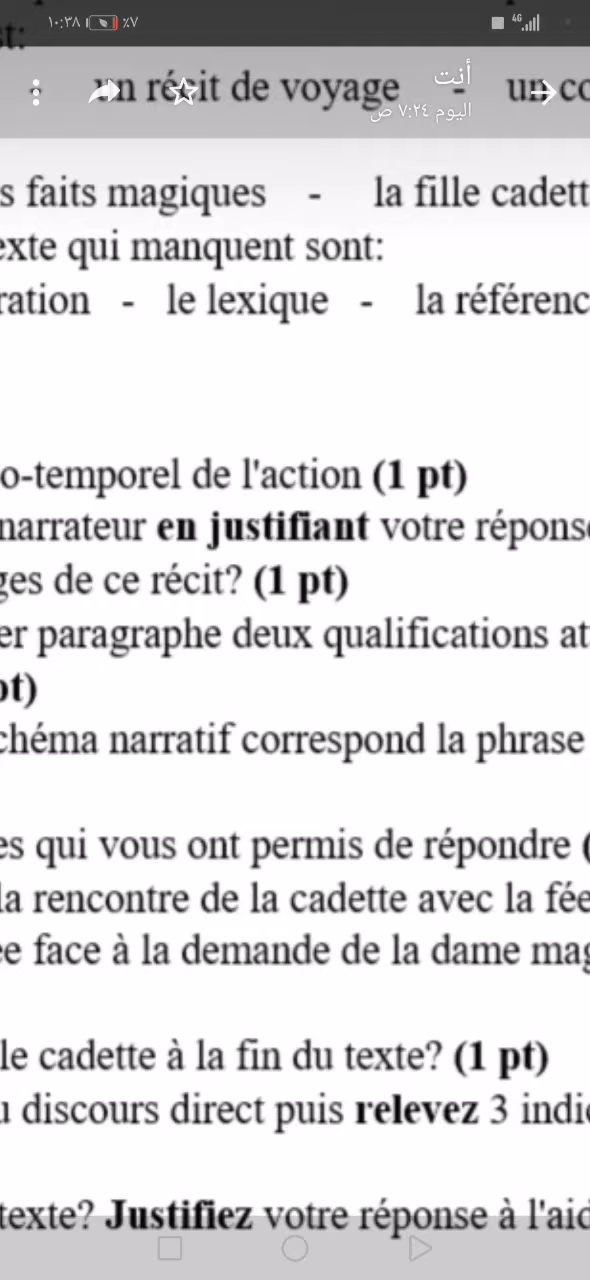 ١٠:٣٨ ٪٧ 4G
st:
un récit de voyage - un co
أنت
اليوم ٧:٢٤ ص
s faits magiques - la fille cadett
exte qui manquent sont:
ration - le lexique - la référenc
o-temporel de l'action (1 pt)
narrateur en justifiant votre répons
ges de ce récit? (1 pt)
er paragraphe deux qualifications at
pt)
chéma narratif correspond la phrase
es qui vous ont permis de répondre (
la rencontre de la cadette avec la fée
ée face à la demande de la dame mag
le cadette à la fin du texte? (1 pt)
u discours direct puis relevez 3 indi
texte? Justifiez votre réponse à l'aid